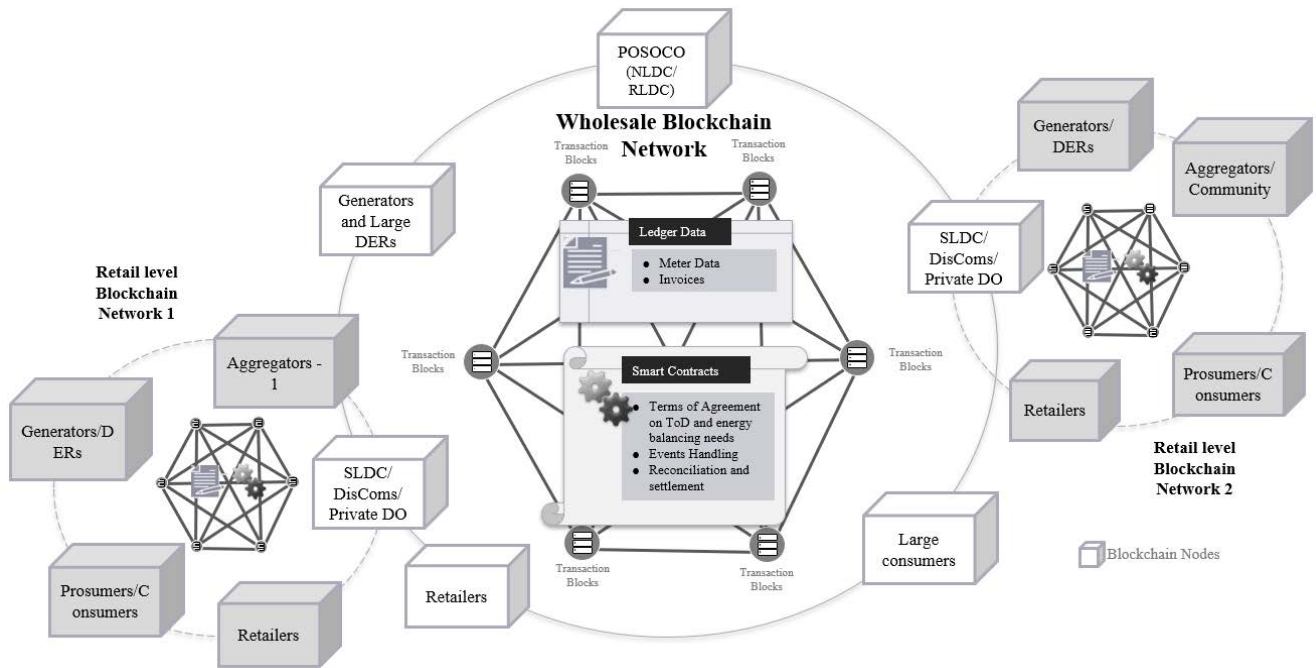 POSOCO
(NLDC/
RLDC)
Wholesale Blockchain
Network
Transaction
Blocks
Transaction
Blocks
Generators
and Large
DERs
Ledger Data
● Meter Data
● Invoices
Transaction
Blocks
Transaction
Blocks
Smart Contracts
● Terms of Agreement
on ToD and energy
balancing needs
● Events Handling
● Reconciliation and
settlement
Transaction
Blocks
Transaction
Blocks
Large
consumers
Retailers
Retail level
Blockchain
Network 1
Aggregators -
1
Generators/D
ERs
SLDC/
DisComs/
Private DO
Prosumers/C
onsumers
Retailers
Generators/
DERs
Aggregators/
Community
SLDC/
DisComs/
Private DO
Prosumers/C
onsumers
Retailers
Retail level
Blockchain
Network 2
Blockchain Nodes